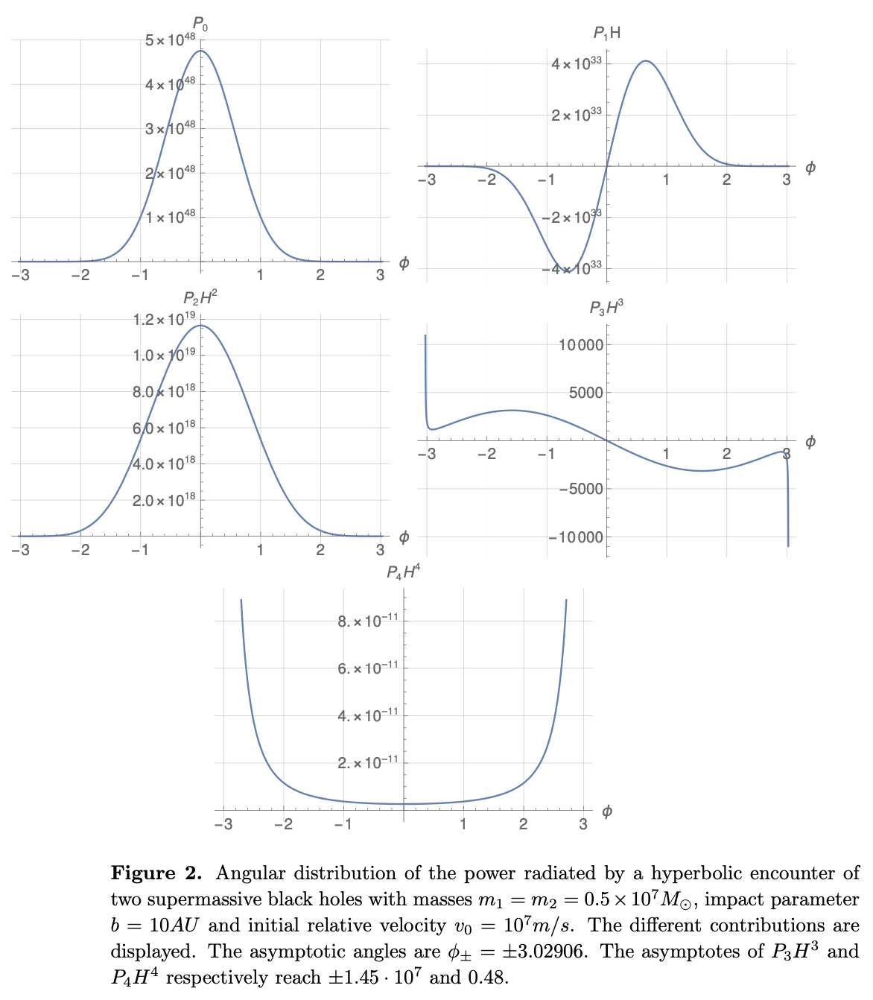 P₀
5×10⁴⁸
4×10⁴⁸
3×10⁴⁸
2×10⁴⁸
1×10⁴⁸
−3 −2 −1 1 2 3 ϕ
P₁H
4×10³³
2×10³³
−2×10³³
−4×10³³
−3 −2 −1 1 2 3 ϕ
P₂H²
1.2×10¹⁹
1.0×10¹⁹
8.0×10¹⁸
6.0×10¹⁸
4.0×10¹⁸
2.0×10¹⁸
−3 −2 −1 1 2 3 ϕ
P₃H³
10000
5000
−3 −2 −1 1 2 3 ϕ
−5000
−10000
P₄H⁴
8.×10⁻¹¹
6.×10⁻¹¹
4.×10⁻¹¹
2.×10⁻¹¹
−3 −2 −1 1 2 3 ϕ
Figure 2. Angular distribution of the power radiated by a hyperbolic encounter of
two supermassive black holes with masses m₁ = m₂ = 0.5 × 10⁷M⊙, impact parameter
b = 10AU and initial relative velocity v₀ = 10⁷m/s. The different contributions are
displayed. The asymptotic angles are ϕ± = ±3.02906. The asymptotes of P₃H³ and
P₄H⁴ respectively reach ±1.45 · 10⁷ and 0.48.